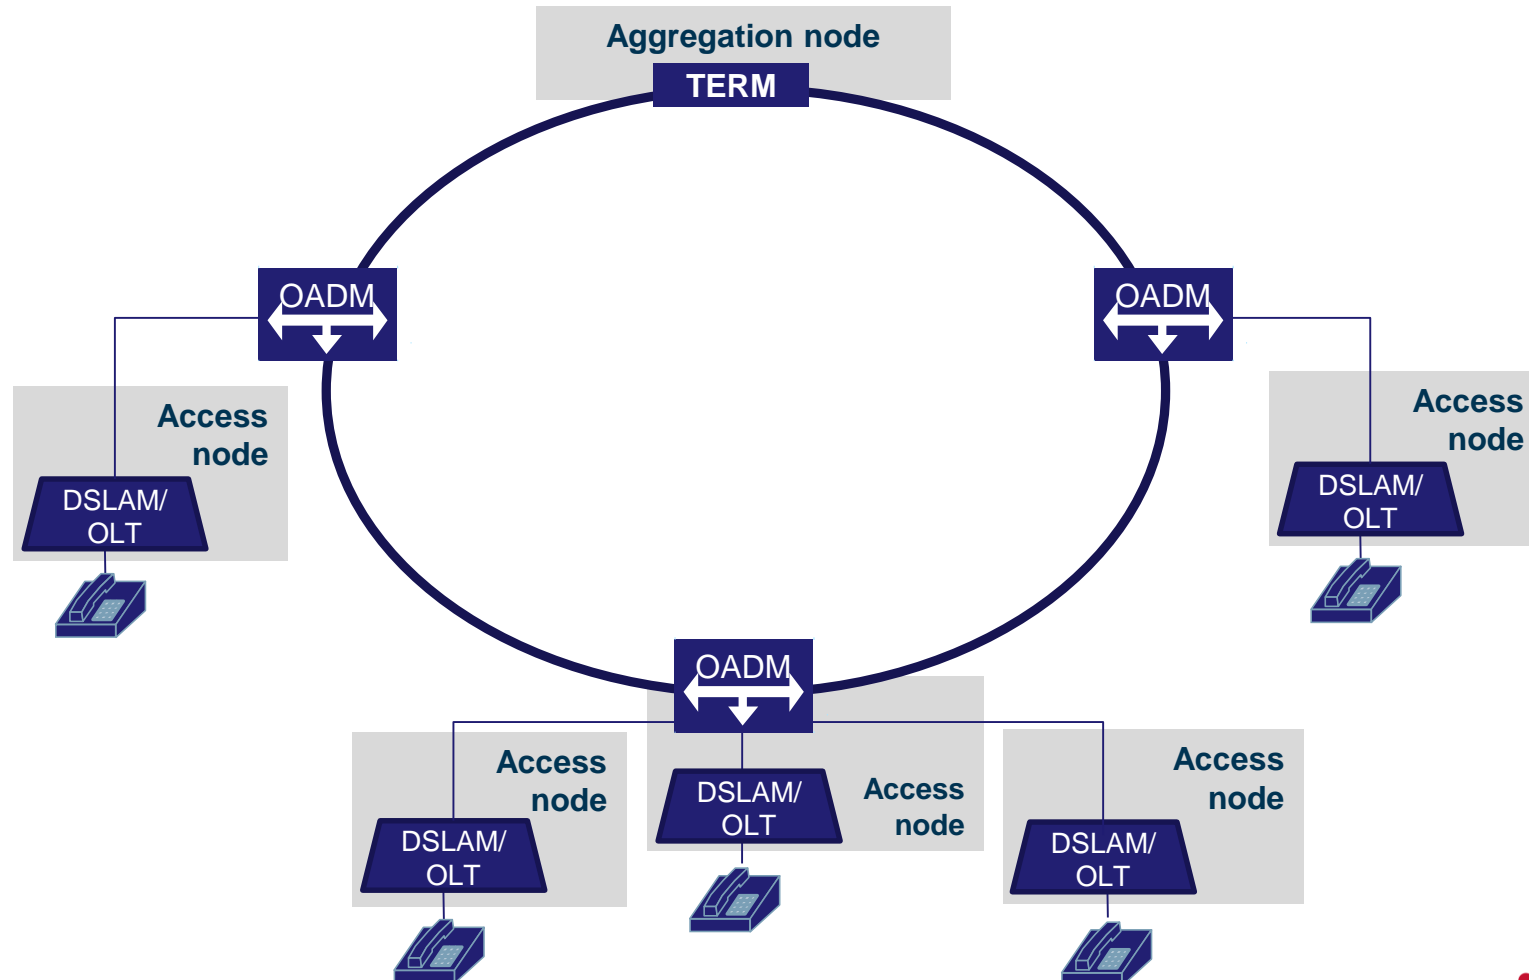 Aggregation node
TERM
OADM
OADM
Access
node
DSLAM/
OLT
Access
node
DSLAM/
OLT
OADM
Access
node
DSLAM/
OLT
Access
node
DSLAM/
OLT
Access
node
DSLAM/
OLT